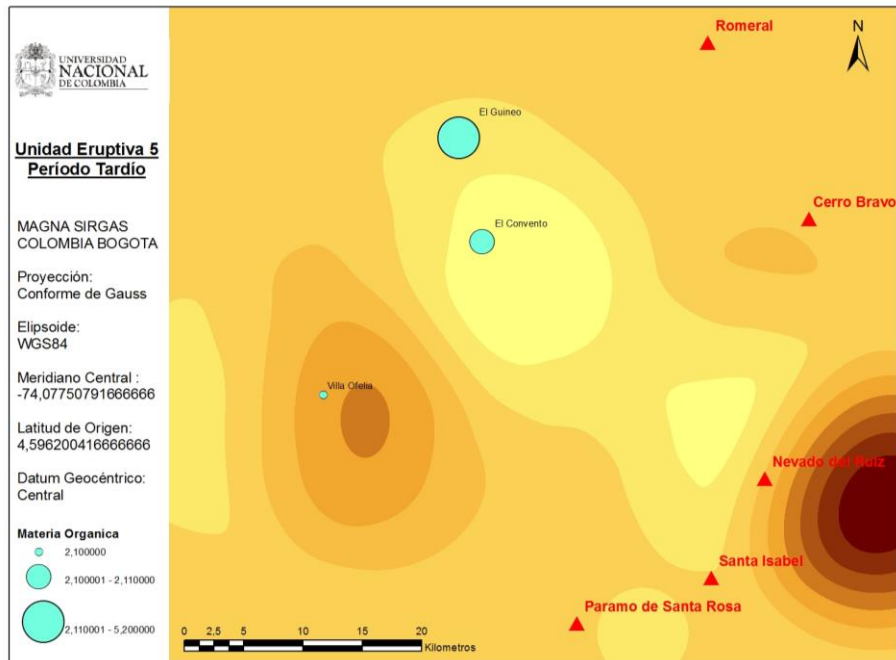 UNIVERSIDAD
NACIONAL
DE COLOMBIA
Unidad Eruptiva 5
Período Tardío
MAGNA SIRGAS
COLOMBIA BOGOTA
Proyección:
Conforme de Gauss
Elipsoide:
WGS84
Meridiano Central :
-74,07750791666666
Latitud de Origen:
4,596200416666666
Datum Geocéntrico:
Central
Materia Organica
2,100000
2,100001 - 2,110000
2,110001 - 5,200000
Romeral
N
El Guineo
Cerro Bravo
El Convento
Villa Ofelia
Nevado del Ruiz
Santa Isabel
Paramo de Santa Rosa
0 2,5 5 10 15 20
Kilometros